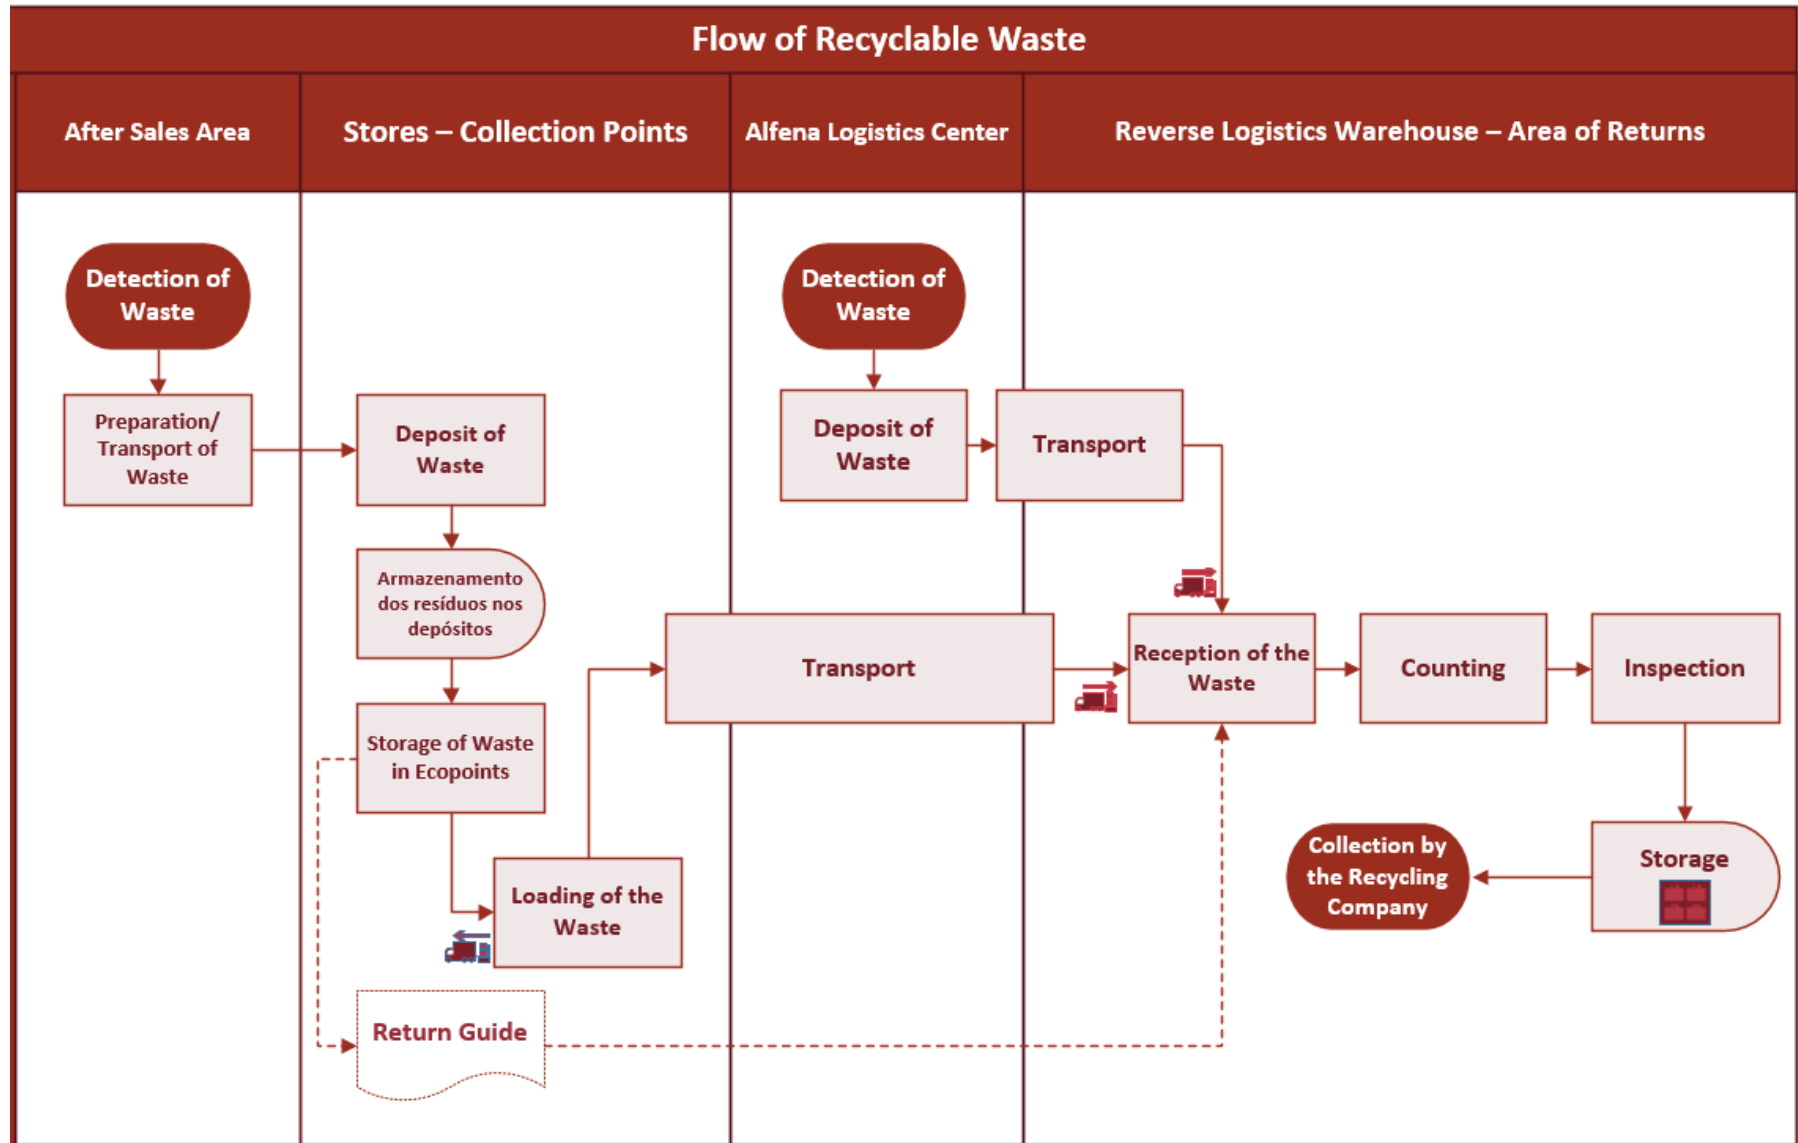 Flow of Recyclable Waste
After Sales Area
Stores – Collection Points
Alfena Logistics Center
Reverse Logistics Warehouse – Area of Returns
Detection of
Waste
Detection of
Waste
Preparation/
Transport of
Waste
Deposit of
Waste
Deposit of
Waste
Transport
Armazenamento
dos resíduos nos
depósitos
Transport
Reception of the
Waste
Counting
Inspection
Storage of Waste
in Ecopoints
Loading of the
Waste
Collection by
the Recycling
Company
Storage
Return Guide